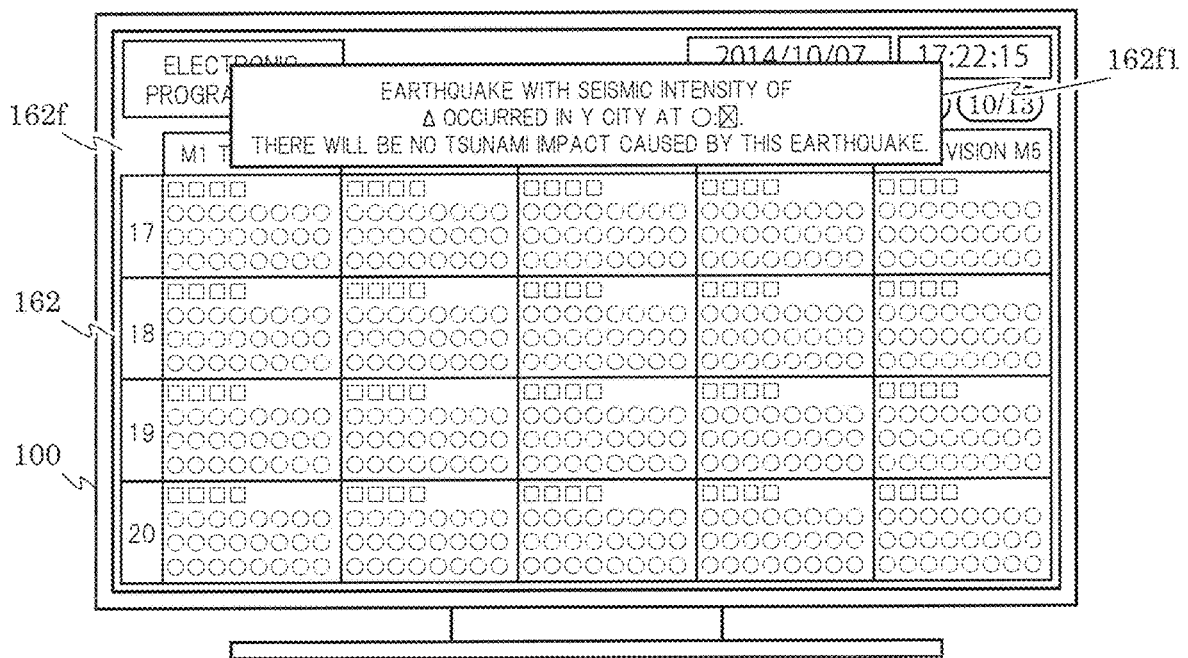 ELECTRONIC
PROGRA
2014/10/07
17:22:15
162f1
EARTHQUAKE WITH SEISMIC INTENSITY OF
Δ OCCURRED IN Y CITY AT ○:☒.
THERE WILL BE NO TSUNAMI IMPACT CAUSED BY THIS EARTHQUAKE.
10/13
162f
M1 T
VISION M5
17
162
18
19
100
20